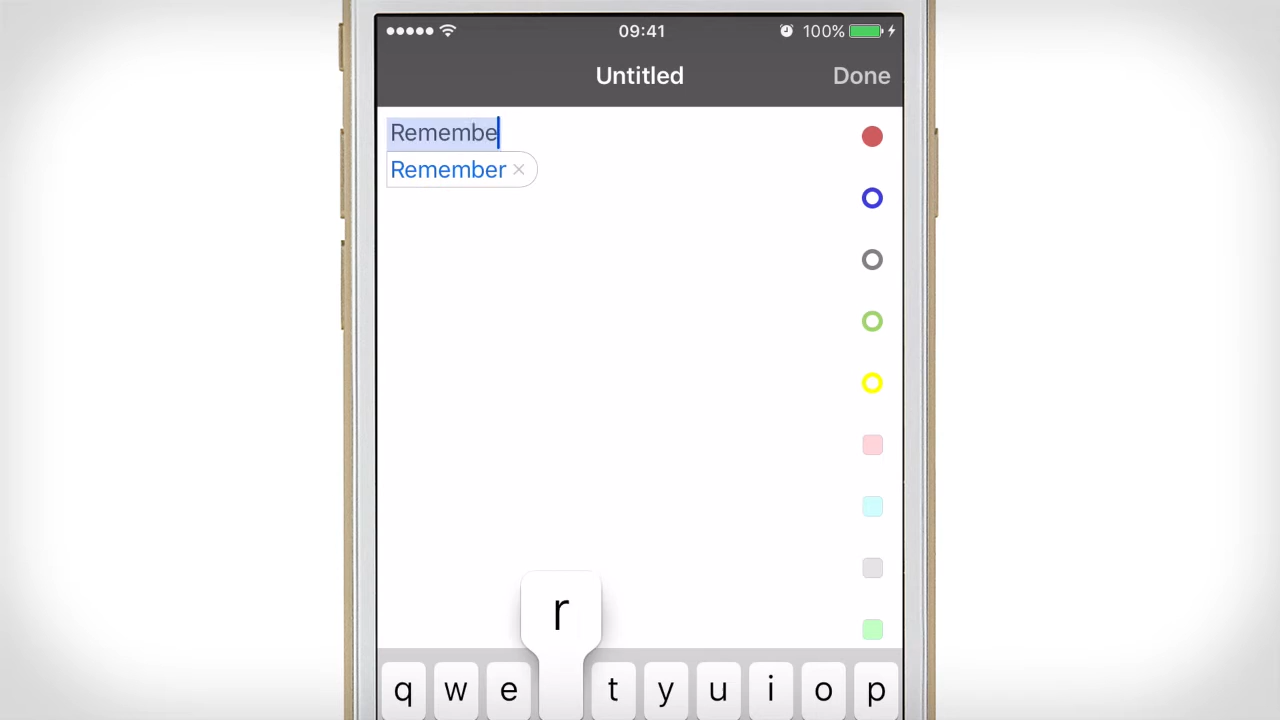 09:41 100%
Untitled Done
Remembe
Remember ×
r
q w e t y u i o p